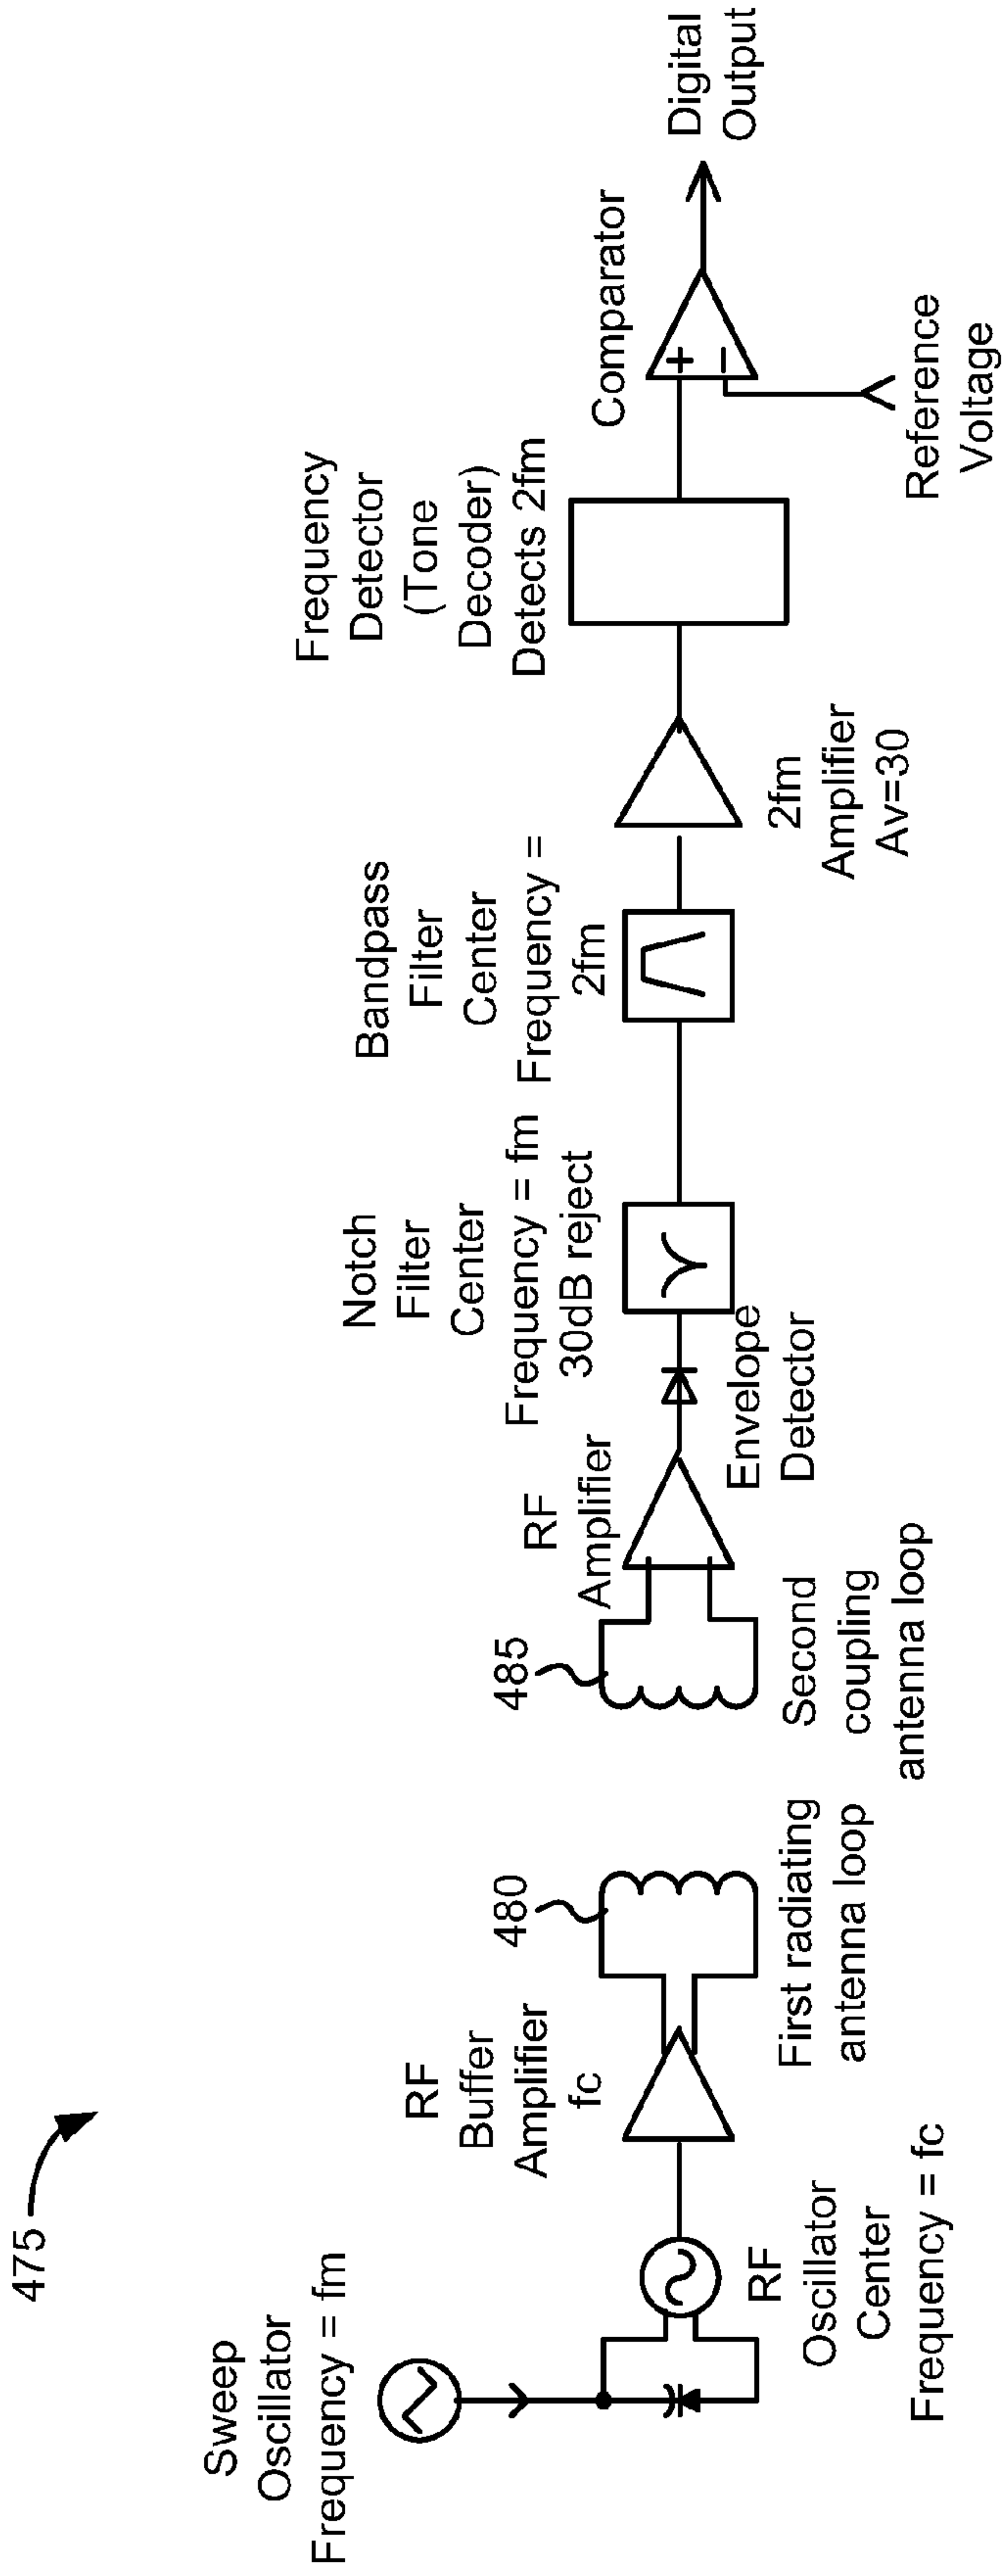 475
Sweep
Oscillator
Frequency = fm
RF
Oscillator
Center
Frequency = fc
RF
Buffer
Amplifier
fc
480
First radiating
antenna loop
485
Second
coupling
antenna loop
RF
Amplifier
Envelope
Detector
Notch
Filter
Center
Frequency = fm
30dB reject
Bandpass
Filter
Center
Frequency =
2fm
2fm
Amplifier
Av=30
Frequency
Detector
(Tone
Decoder)
Detects 2fm
Comparator
+
−
Reference
Voltage
Digital
Output